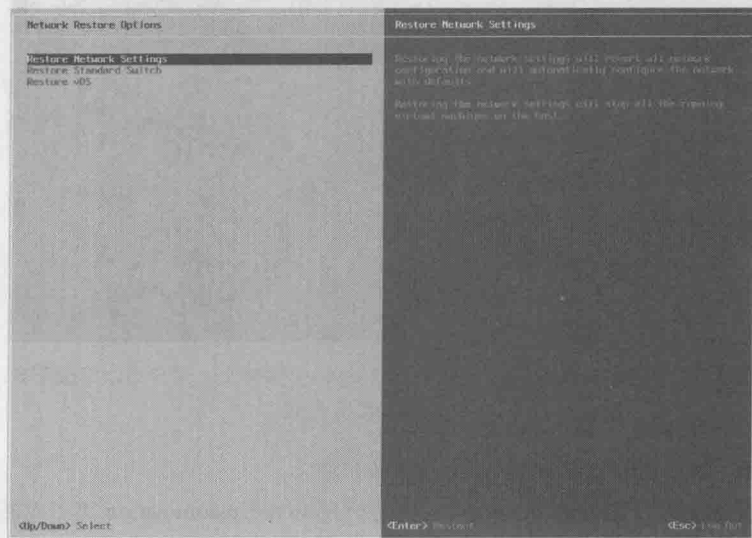 Network Restore Options
Restore Network Settings
Restore Standard Switch
Restore vDS
<Up/Down> Select
Restore Network Settings
Restoring the network settings will revert all network
configuration and will automatically configure the network
with defaults.
Restoring the network settings will stop all the running
virtual machines on the host.
<Enter> Restore
<Esc> Log Out